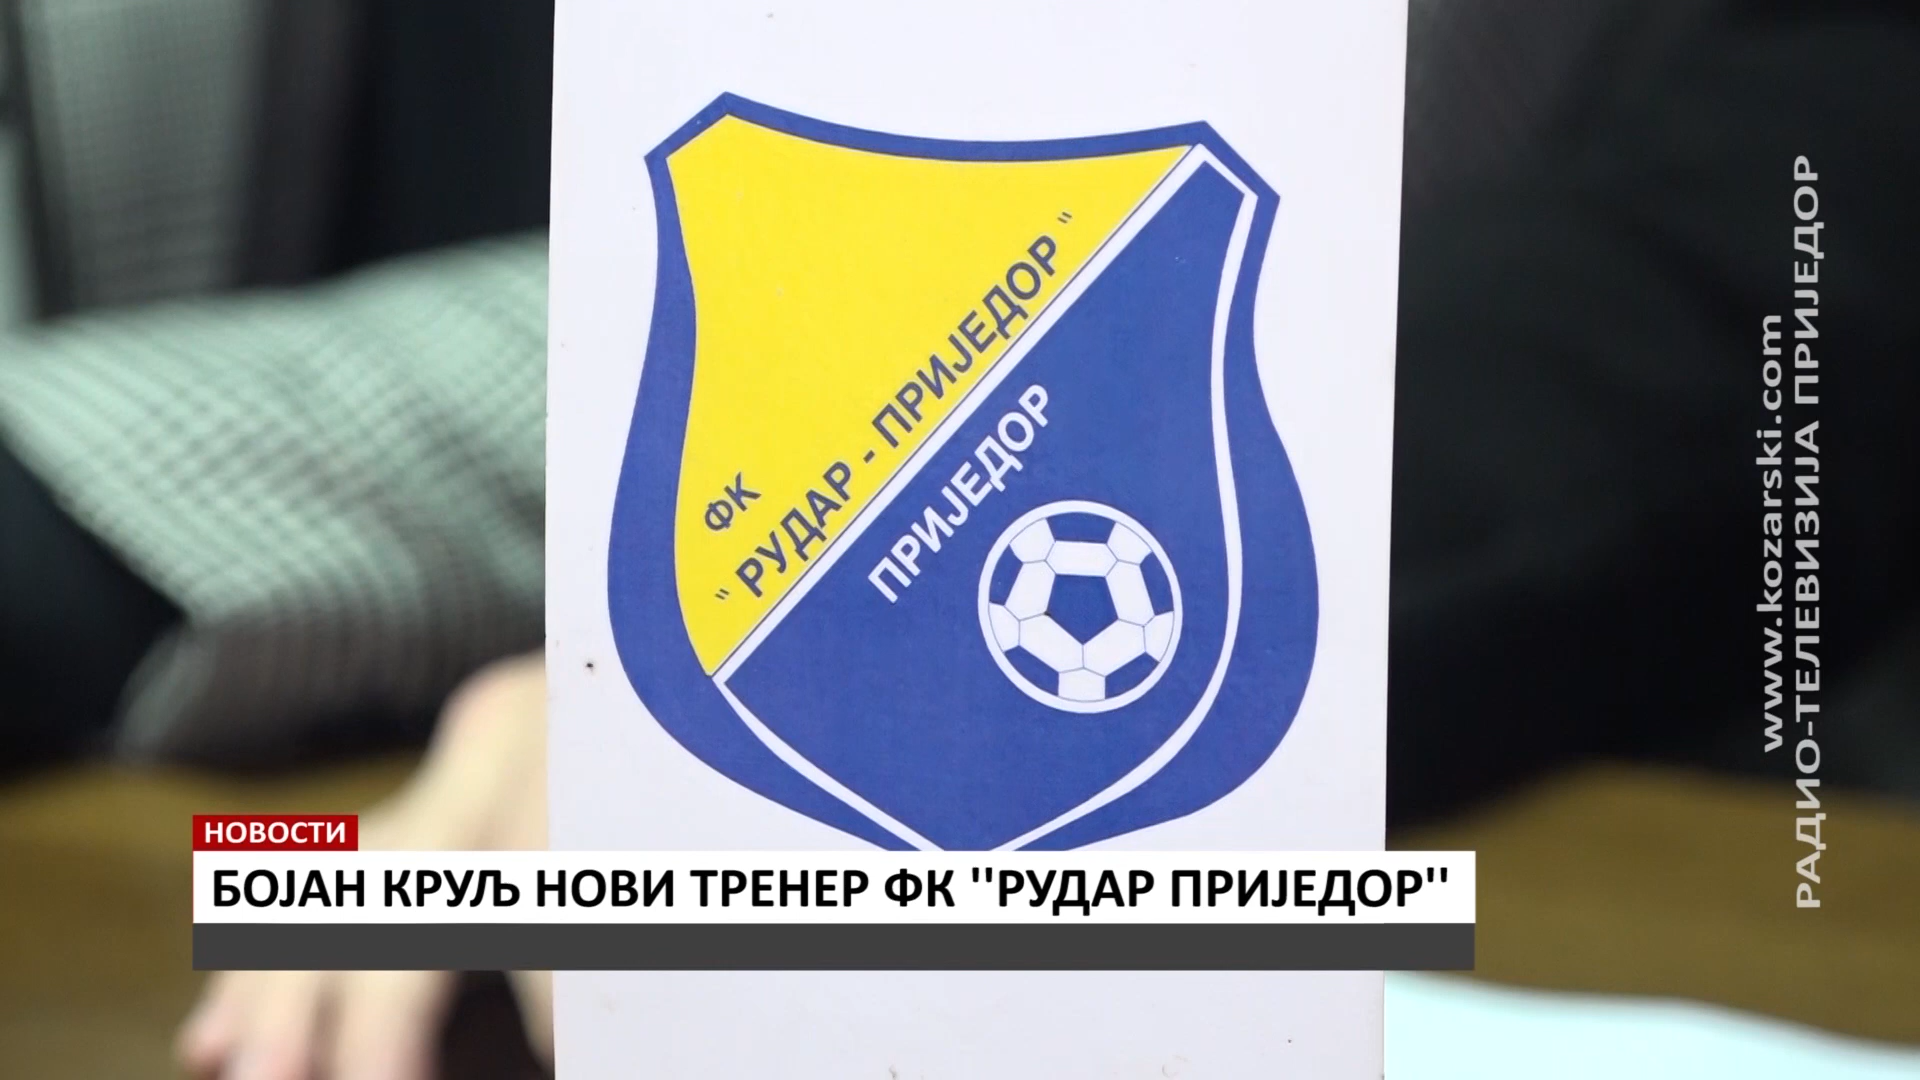 ФК
"РУДАР - ПРИЈЕДОР"
ПРИЈЕДОР
www.kozarski.com
РАДИО-ТЕЛЕВИЗИЈА ПРИЈЕДОР
НОВОСТИ
БОЈАН КРУЉ НОВИ ТРЕНЕР ФК ''РУДАР ПРИЈЕДОР''